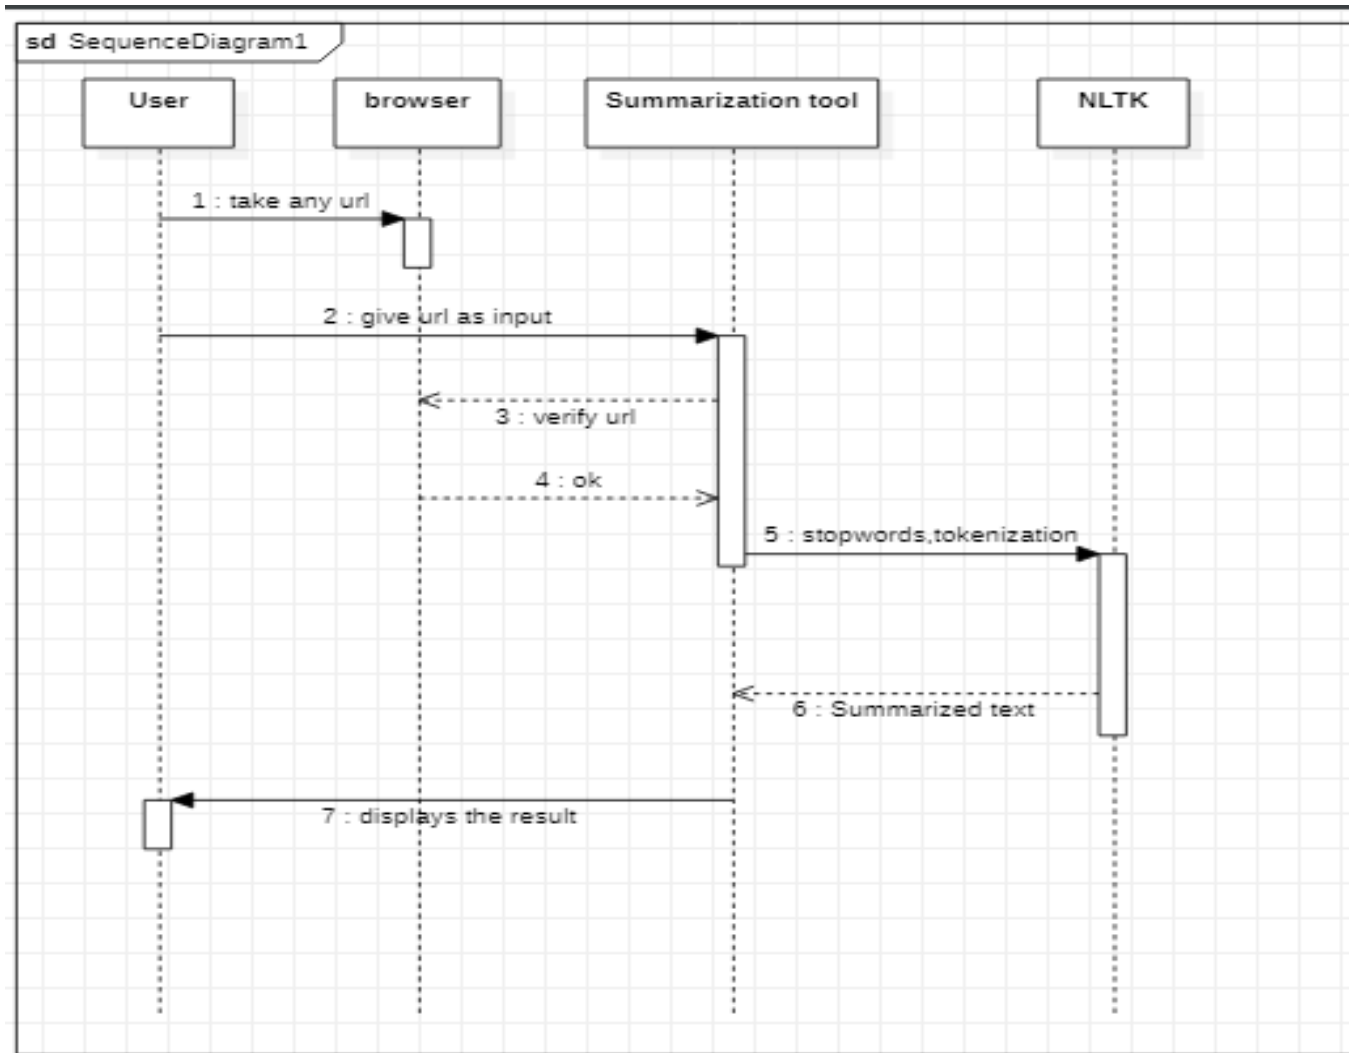 sd SequenceDiagram1
User
browser
Summarization tool
NLTK
1 : take any url
2 : give url as input
3 : verify url
4 : ok
5 : stopwords,tokenization
6 : Summarized text
7 : displays the result